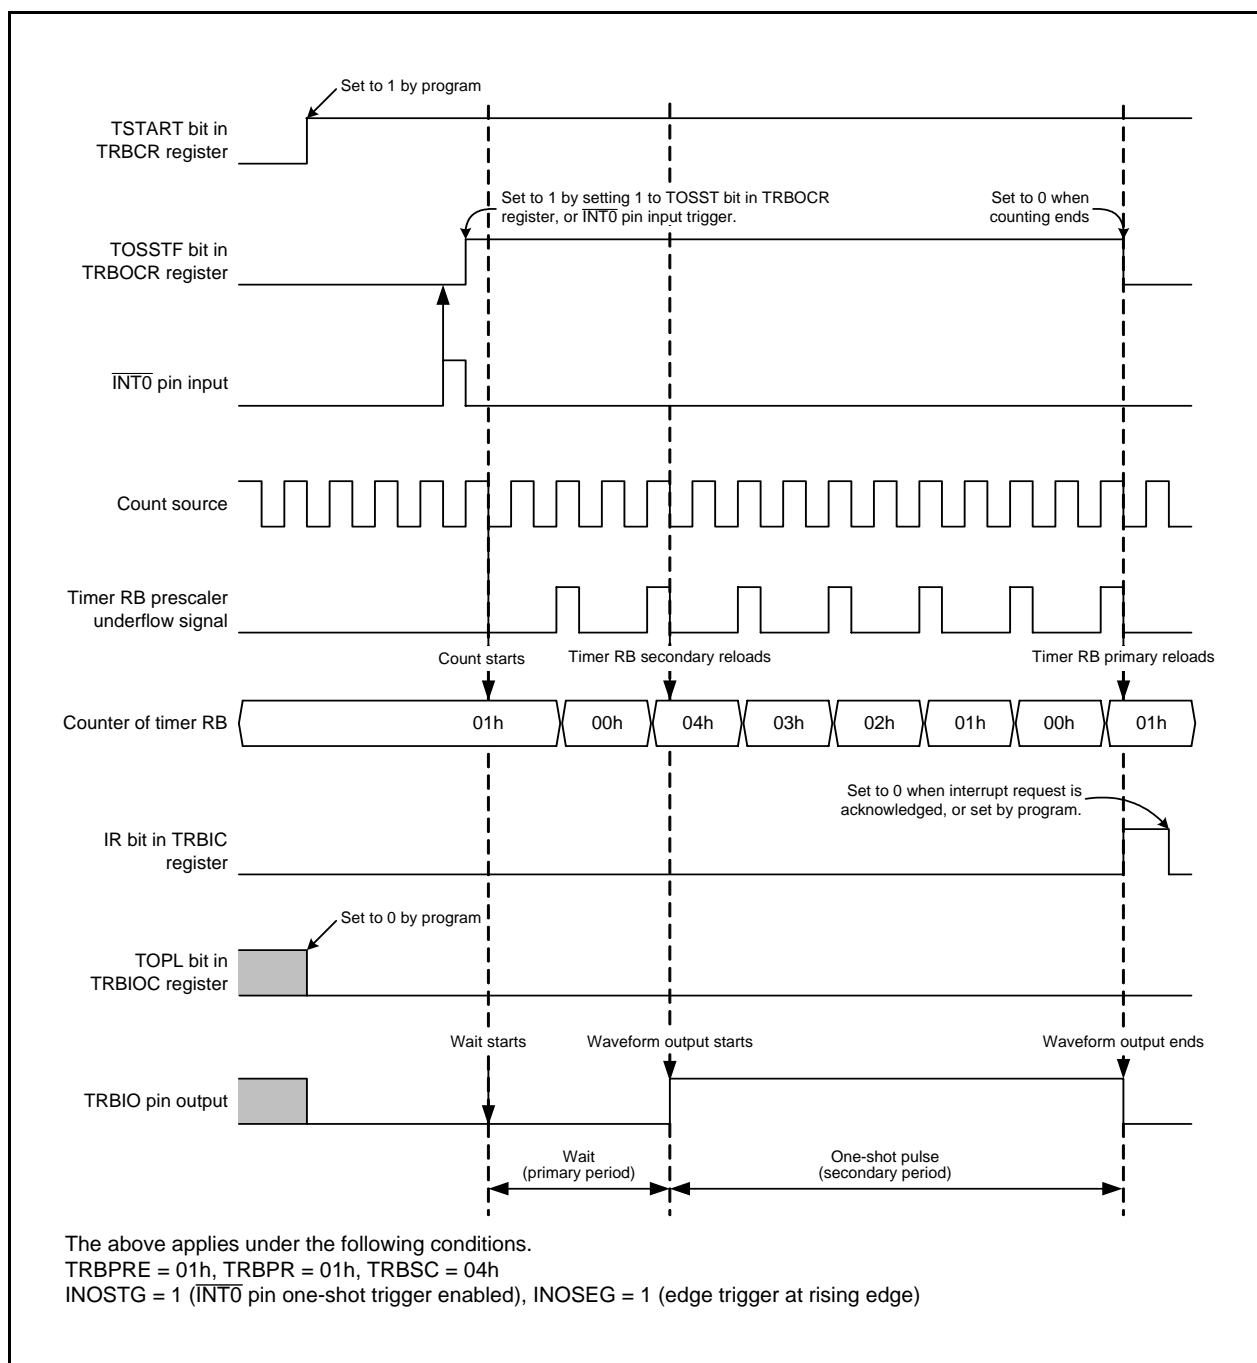 Set to 1 by program
TSTART bit in
TRBCR register
Set to 1 by setting 1 to TOSST bit in TRBOCR
register, or INT0 pin input trigger.
Set to 0 when
counting ends
TOSSTF bit in
TRBOCR register
INT0 pin input
Count source
Timer RB prescaler
underflow signal
Count starts
Timer RB secondary reloads
Timer RB primary reloads
Counter of timer RB
01h
00h
04h
03h
02h
01h
00h
01h
Set to 0 when interrupt request is
acknowledged, or set by program.
IR bit in TRBIC
register
Set to 0 by program
TOPL bit in
TRBIOC register
Wait starts
Waveform output starts
Waveform output ends
TRBIO pin output
Wait
(primary period)
One-shot pulse
(secondary period)
The above applies under the following conditions.
TRBPRE = 01h, TRBPR = 01h, TRBSC = 04h
INOSTG = 1 (INT0 pin one-shot trigger enabled), INOSEG = 1 (edge trigger at rising edge)